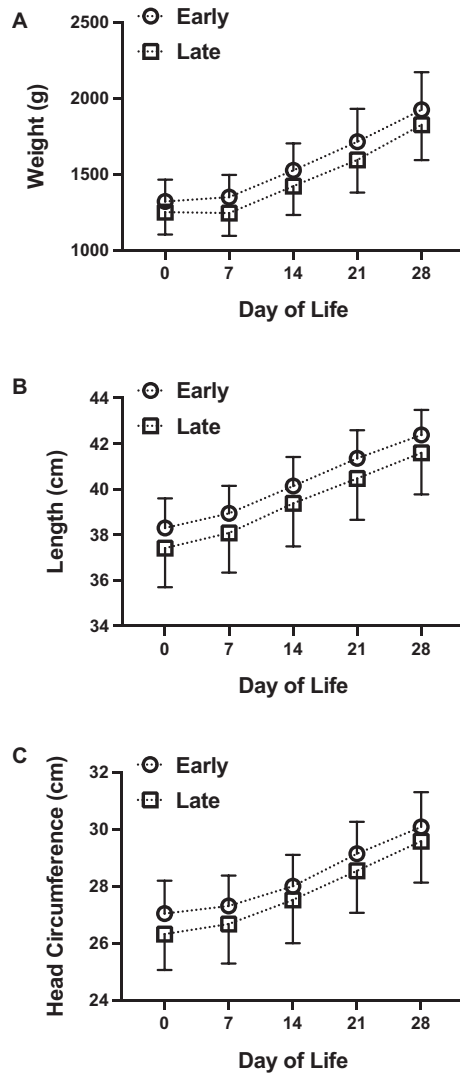 A
Early
Late
Weight (g)
2500
2000
1500
1000
0 7 14 21 28
Day of Life
B
Early
Late
Length (cm)
44
42
40
38
36
34
0 7 14 21 28
Day of Life
C
Early
Late
Head Circumference (cm)
32
30
28
26
24
0 7 14 21 28
Day of Life